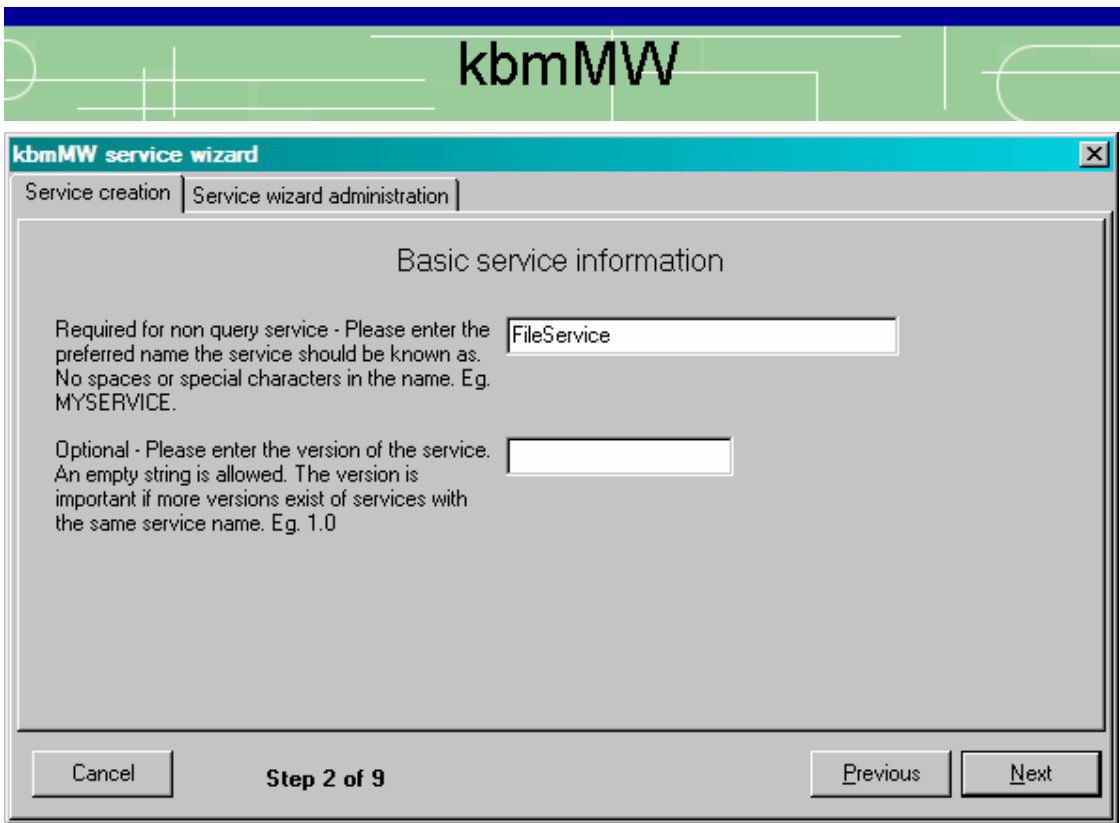 kbmMW
kbmMW service wizard
Service creation
Service wizard administration
Basic service information
Required for non query service - Please enter the
preferred name the service should be known as.
No spaces or special characters in the name. Eg.
MYSERVICE.
FileService
Optional - Please enter the version of the service.
An empty string is allowed. The version is
important if more versions exist of services with
the same service name. Eg. 1.0
Cancel
Step 2 of 9
Previous
Next